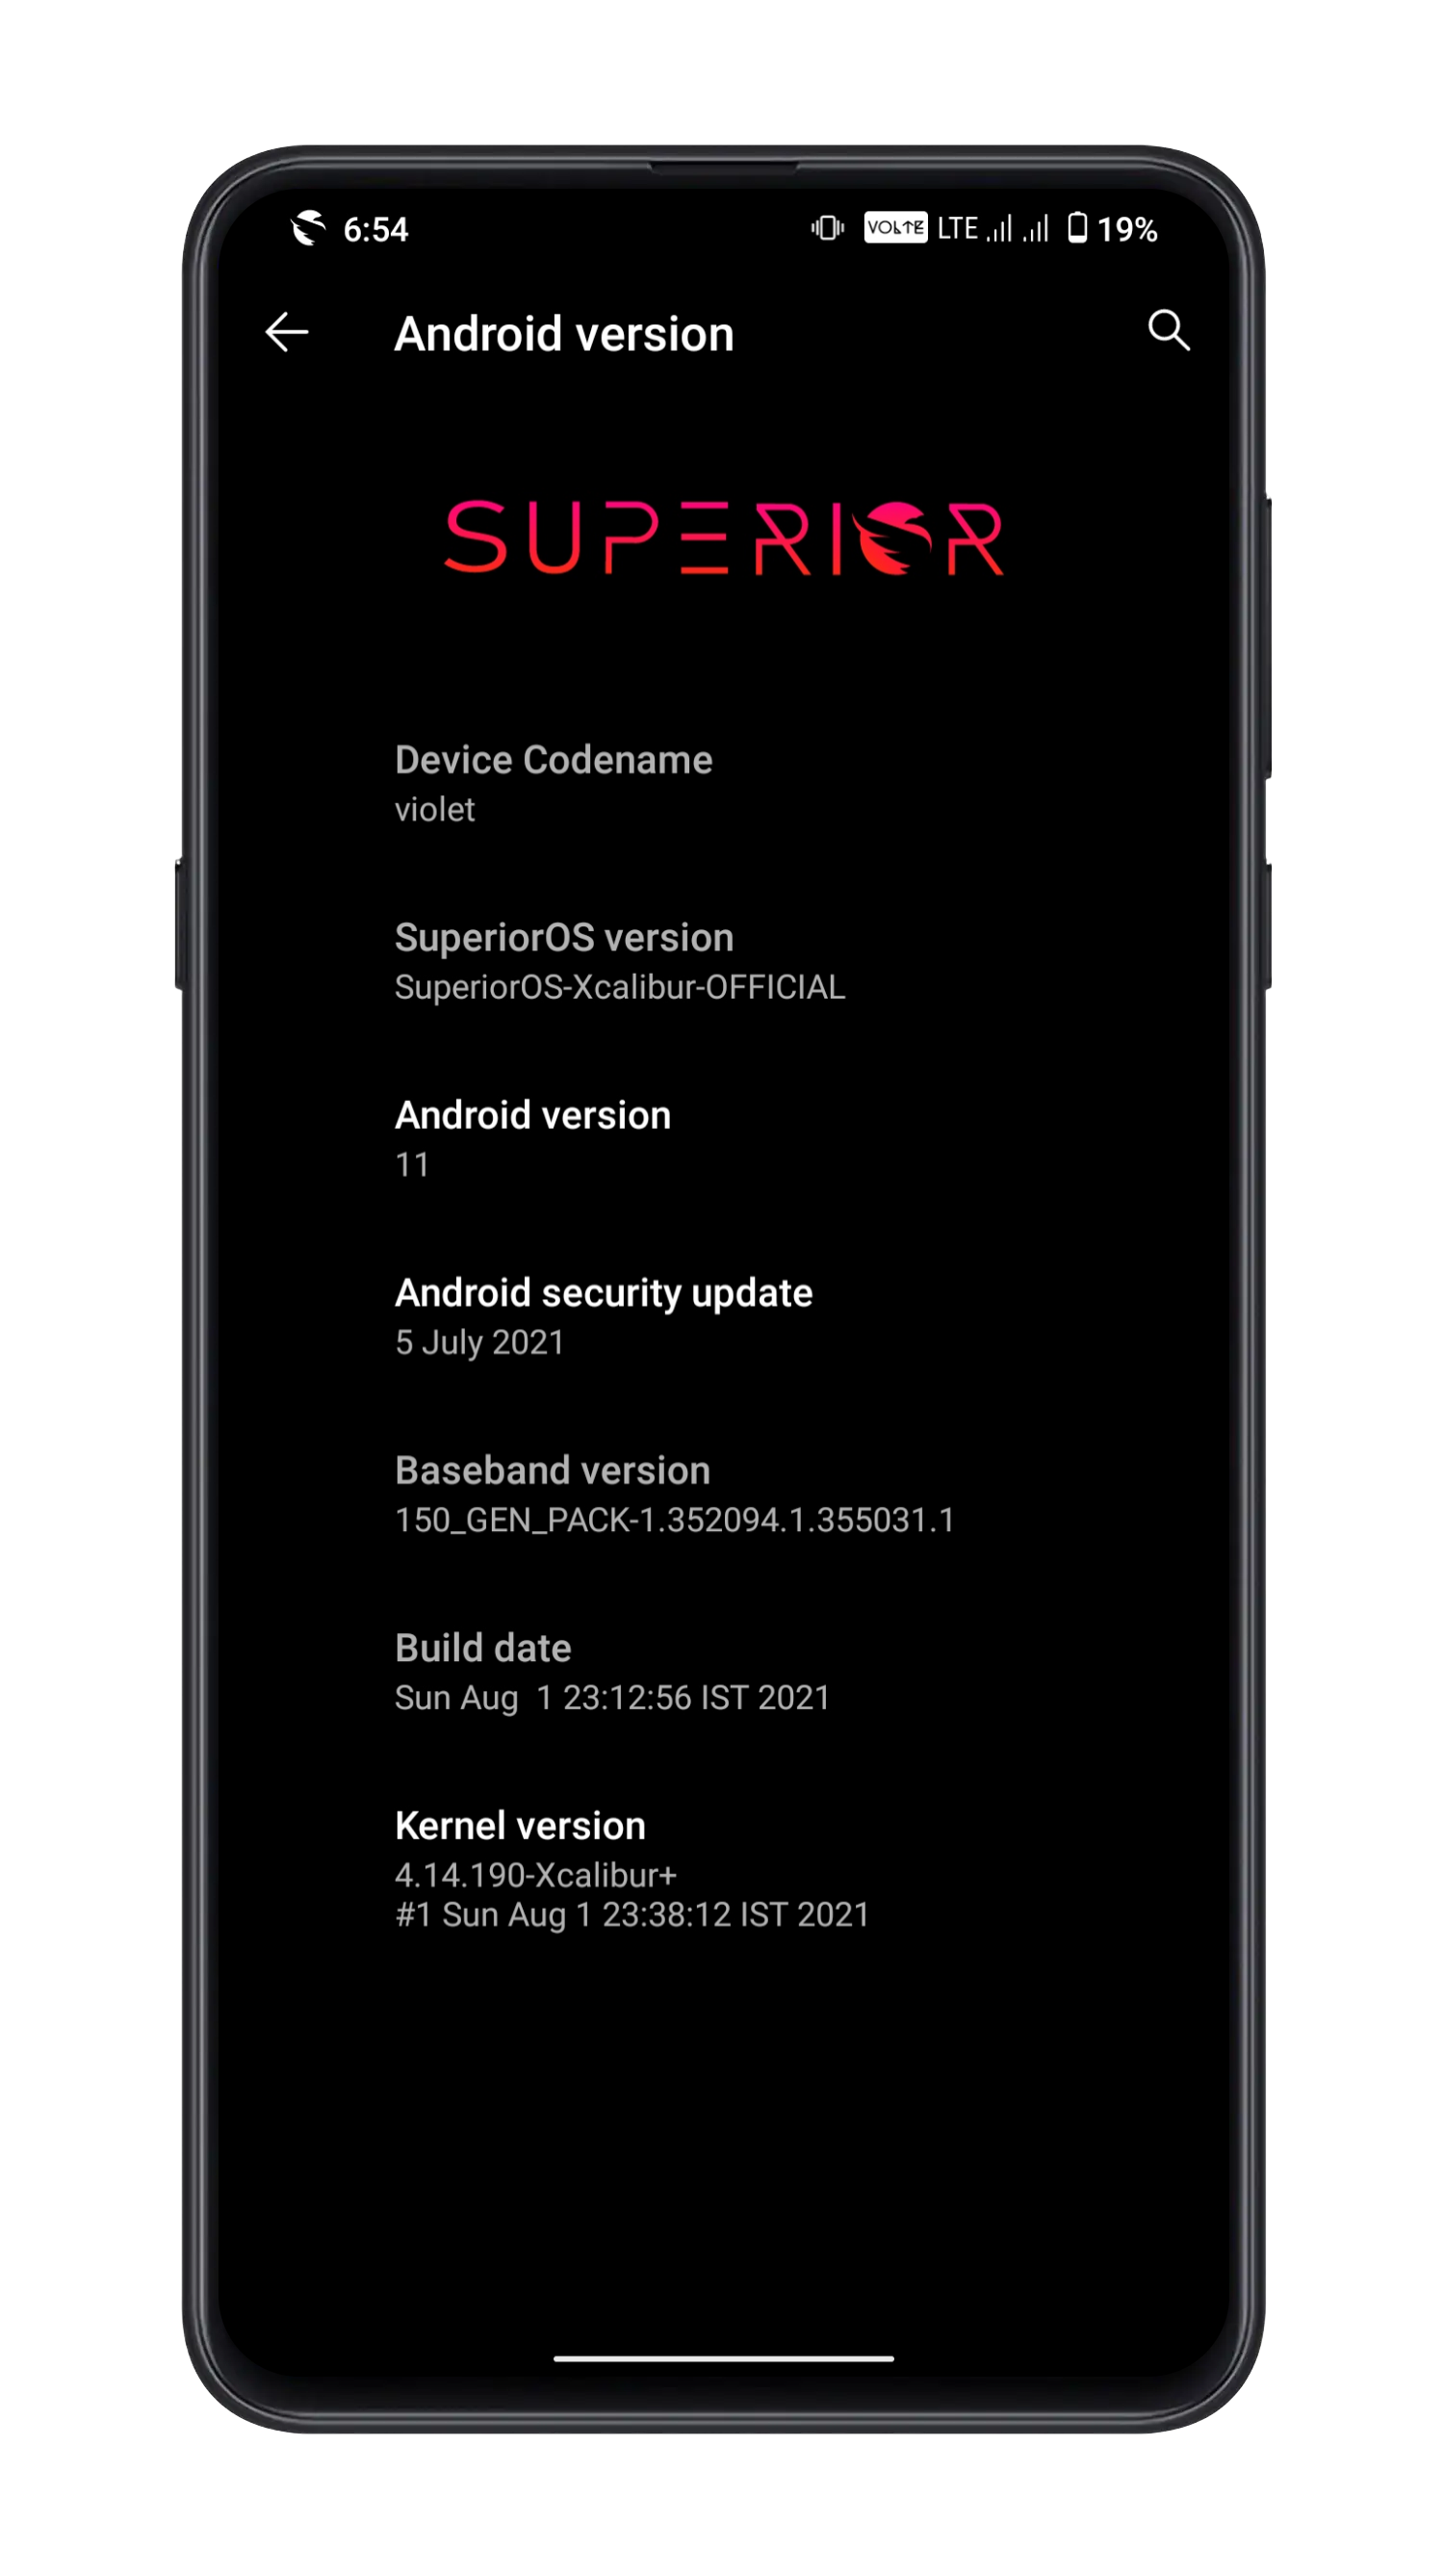 6:54 VOLTE LTE 19%
Android version
SUPERIOR
Device Codename
violet
SuperiorOS version
SuperiorOS-Xcalibur-OFFICIAL
Android version
11
Android security update
5 July 2021
Baseband version
150_GEN_PACK-1.352094.1.355031.1
Build date
Sun Aug  1 23:12:56 IST 2021
Kernel version
4.14.190-Xcalibur+
#1 Sun Aug 1 23:38:12 IST 2021